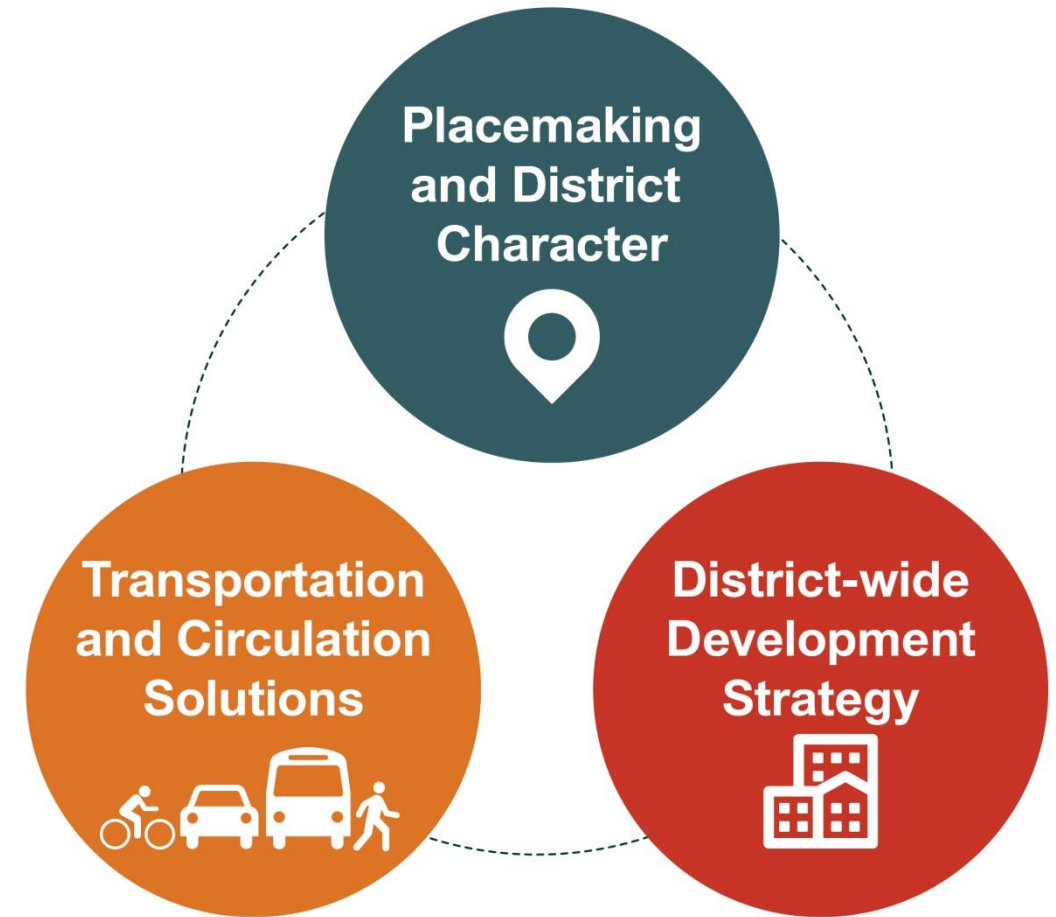 Placemaking
and District
Character
Transportation
and Circulation
Solutions
District-wide
Development
Strategy